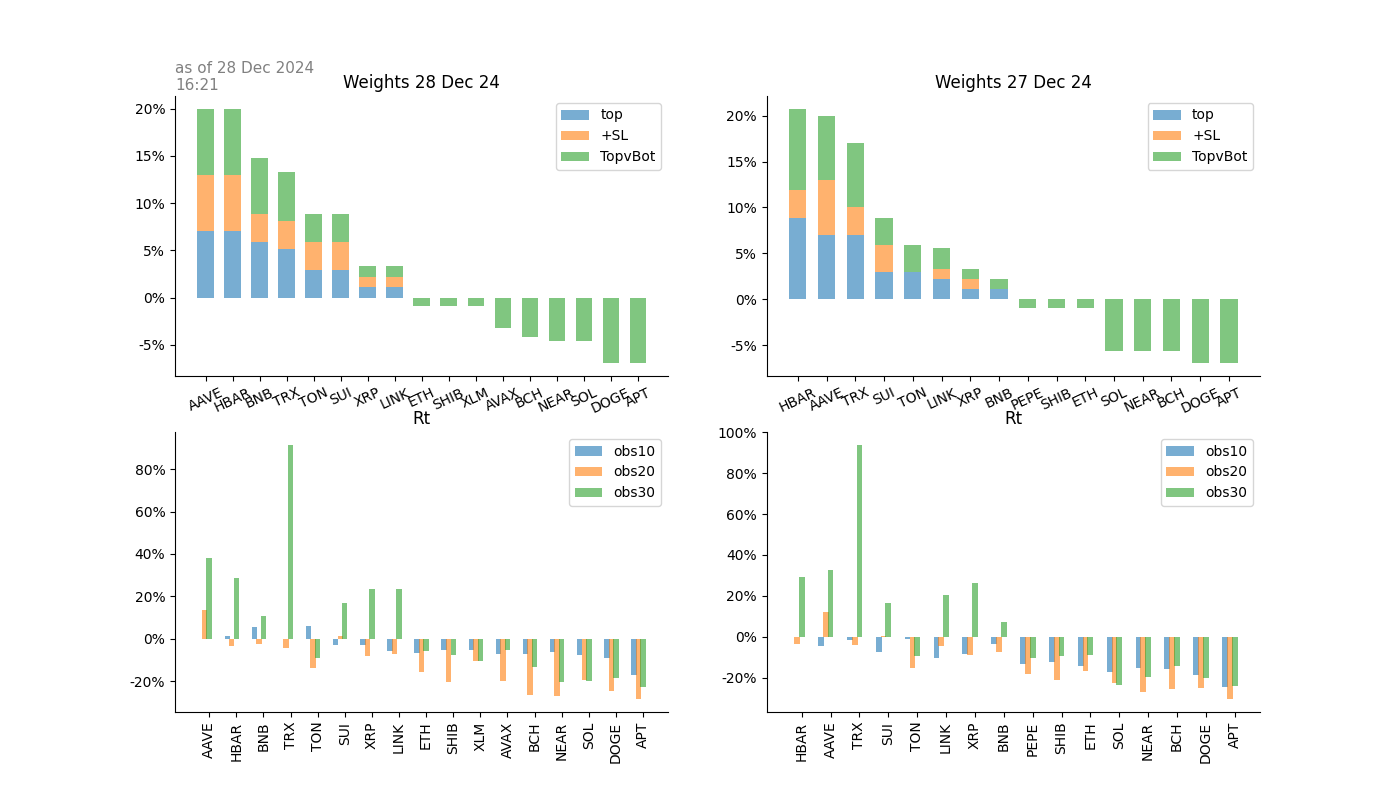 as of 28 Dec 2024
16:21
Weights 28 Dec 24
20%
15%
10%
5%
0%
-5%
top
+SL
TopvBot
AAVE HBAR BNB TRX TON SUI XRP LINK ETH SHIB XLM AVAX BCH NEAR SOL DOGE APT
Weights 27 Dec 24
20%
15%
10%
5%
0%
-5%
top
+SL
TopvBot
HBAR AAVE TRX SUI TON LINK XRP BNB PEPE SHIB ETH SOL NEAR BCH DOGE APT
Rt
80%
60%
40%
20%
0%
-20%
obs10
obs20
obs30
AAVE HBAR BNB TRX TON SUI XRP LINK ETH SHIB XLM AVAX BCH NEAR SOL DOGE APT
Rt
100%
80%
60%
40%
20%
0%
-20%
obs10
obs20
obs30
HBAR AAVE TRX SUI TON LINK XRP BNB PEPE SHIB ETH SOL NEAR BCH DOGE APT